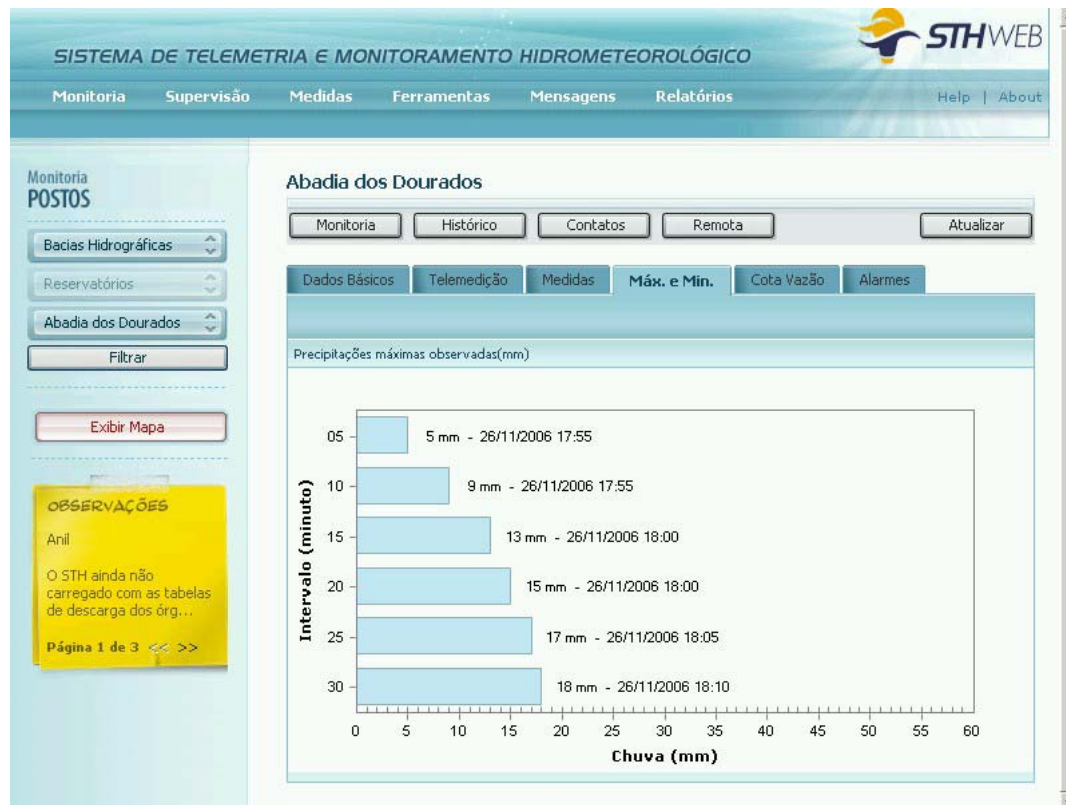 STHWEB
SISTEMA DE TELEMETRIA E MONITORAMENTO HIDROMETEOROLÓGICO
Monitoria Supervisão Medidas Ferramentas Mensagens Relatórios Help | About
Monitoria
POSTOS
Bacias Hidrográficas
Reservatórios
Abadia dos Dourados
Filtrar
Exibir Mapa
OBSERVAÇÕES
Anil
O STH ainda não
carregado com as tabelas
de descarga dos órg...
Página 1 de 3 << >>
Abadia dos Dourados
Monitoria Histórico Contatos Remota Atualizar
Dados Básicos Telemedição Medidas Máx. e Min. Cota Vazão Alarmes
Precipitações máximas observadas(mm)
Intervalo (minuto)
05 5 mm - 26/11/2006 17:55
10 9 mm - 26/11/2006 17:55
15 13 mm - 26/11/2006 18:00
20 15 mm - 26/11/2006 18:00
25 17 mm - 26/11/2006 18:05
30 18 mm - 26/11/2006 18:10
0 5 10 15 20 25 30 35 40 45 50 55 60
Chuva (mm)